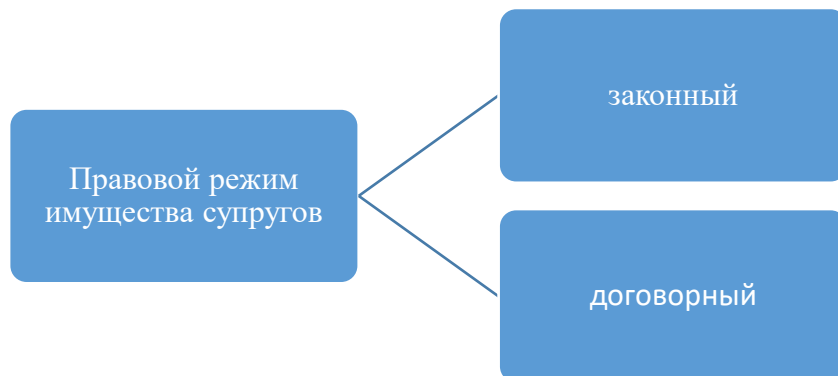 законный
Правовой режим
имущества супругов
договорный